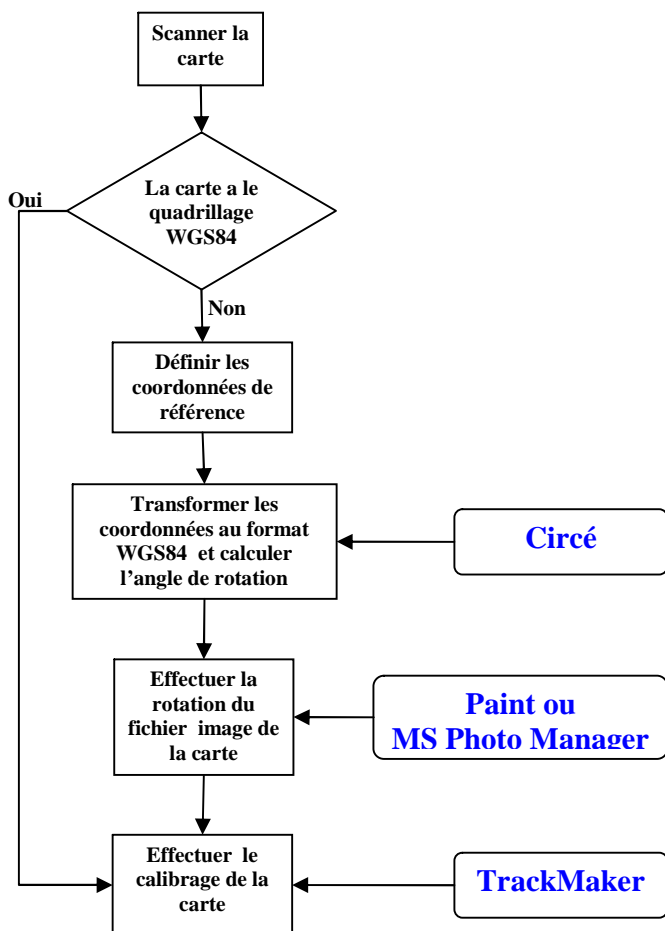 Scanner la
carte
La carte a le
quadrillage
WGS84
Oui
Non
Définir les
coordonnées de
référence
Transformer les
coordonnées au format
WGS84 et calculer
l'angle de rotation
Circé
Effectuer la
rotation du
fichier image de
la carte
Paint ou
MS Photo Manager
Effectuer le
calibrage de la
carte
TrackMaker